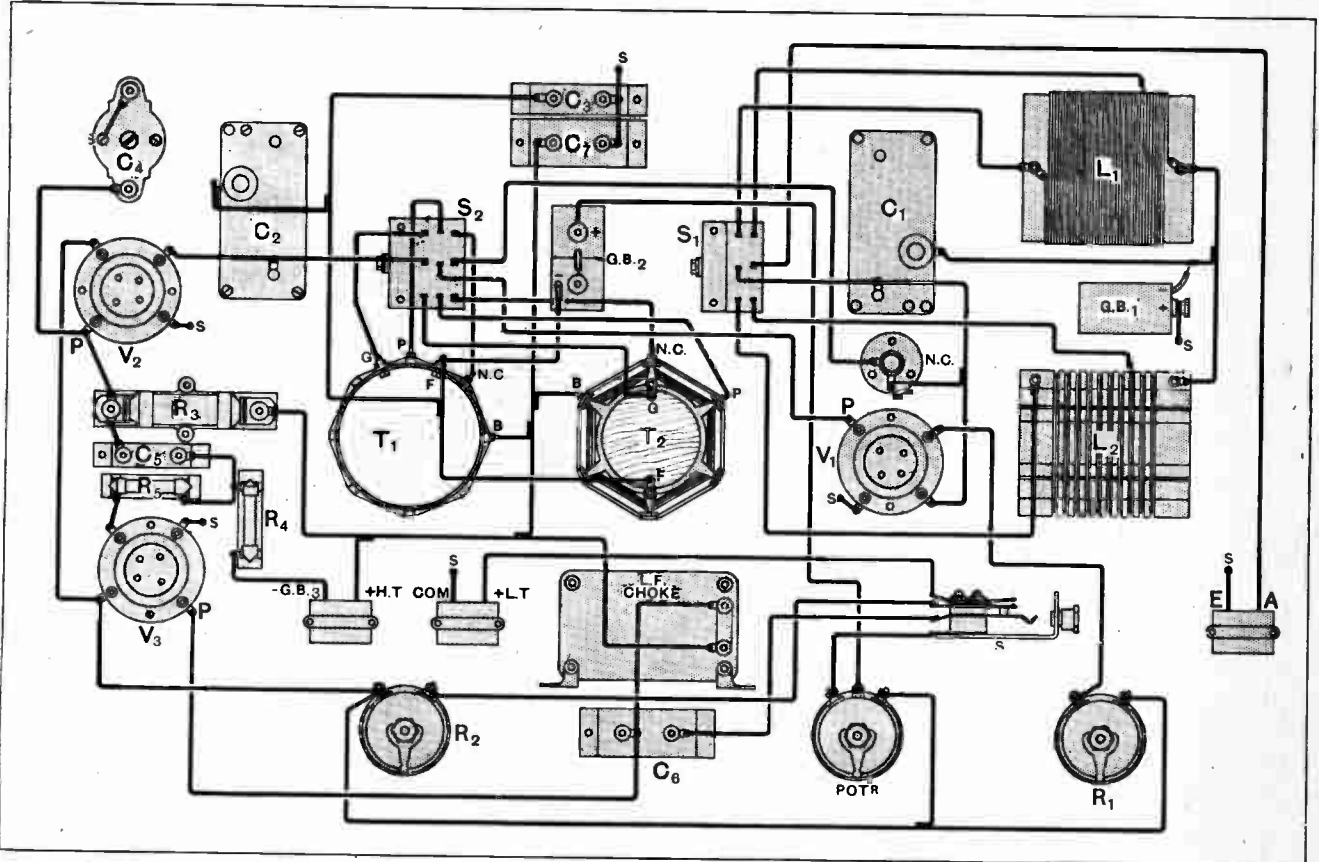 S
C3
C7
C4
S
C2
S2
+
G.B.2
-
S1
C1
L1
G.B.1
-
+
S
N.C.
P
V2
S
G
P
F
N.C
B
T1
B
N.C.
G
P
T2
F
P
V1
S
L2
R3
C5
R5
R4
S
V3
P
-G.B.3
+H.T
COM
S
+L.T
L.F.
CHOKE
S
S
E
A
R2
C6
POTR
R1